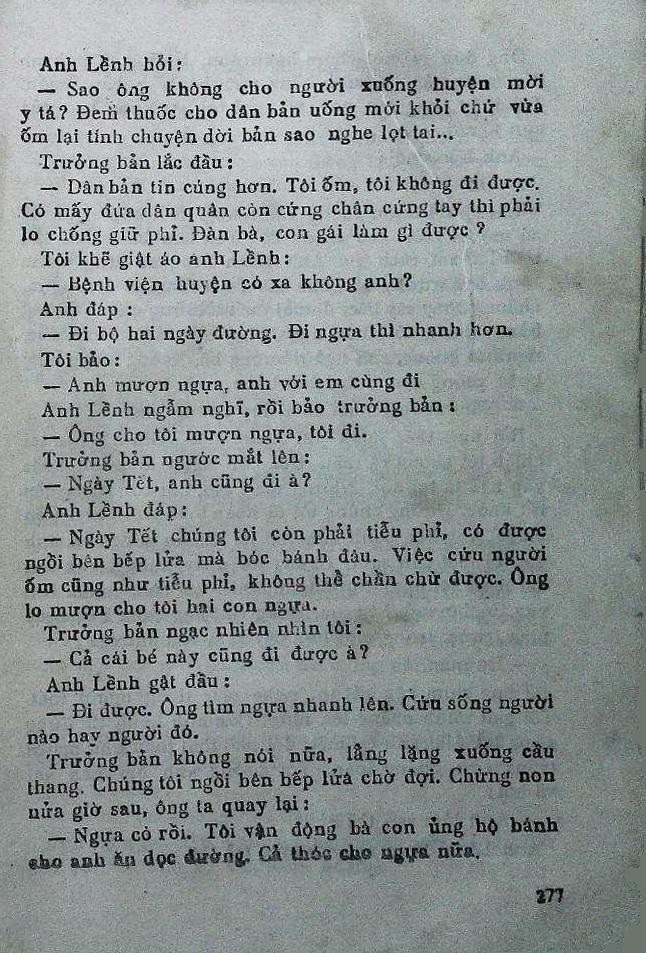 Anh Lềnh hỏi :
— Sao ông không cho người xuống huyện mời
y tá? Đem thuốc cho dân bản uống mới khỏi chứ vừa
ốm lại tính chuyện dời bản sao nghe lọt tai...
Trưởng bản lắc đầu :
— Dân bản tin cúng hơn. Tôi ốm, tôi không đi được.
Có mấy đứa dân quân còn cứng chân cứng tay thì phải
lo chống giữ phỉ. Đàn bà, con gái làm gì được ?
Tôi khẽ giật áo anh Lềnh :
— Bệnh viện huyện có xa không anh?
Anh đáp :
— Đi bộ hai ngày đường. Đi ngựa thì nhanh hơn.
Tôi bảo :
— Anh mượn ngựa, anh với em cùng đi
Anh Lềnh ngẫm nghĩ, rồi bảo trưởng bản :
— Ông cho tôi mượn ngựa, tôi đi.
Trưởng bản ngước mắt lên :
— Ngày Tết, anh cũng đi à?
Anh Lềnh đáp :
— Ngày Tết chúng tôi còn phải tiễu phỉ, có được
ngồi bên bếp lửa mà bóc bánh đâu. Việc cứu người
ốm cũng như tiễu phỉ, không thể chần chừ được. Ông
lo mượn cho tôi hai con ngựa.
Trưởng bản ngạc nhiên nhìn tôi :
— Cả cái bé này cũng đi được à?
Anh Lềnh gật đầu :
— Đi được. Ông tìm ngựa nhanh lên. Cứu sống người
nào hay người đó.
Trưởng bản không nói nữa, lẳng lặng xuống cầu
thang. Chúng tôi ngồi bên bếp lửa chờ đợi. Chừng non
nửa giờ sau, ông ta quay lại :
— Ngựa có rồi. Tôi vận động bà con ủng hộ bánh
cho anh ăn dọc đường. Cả thóc cho ngựa nữa.
277